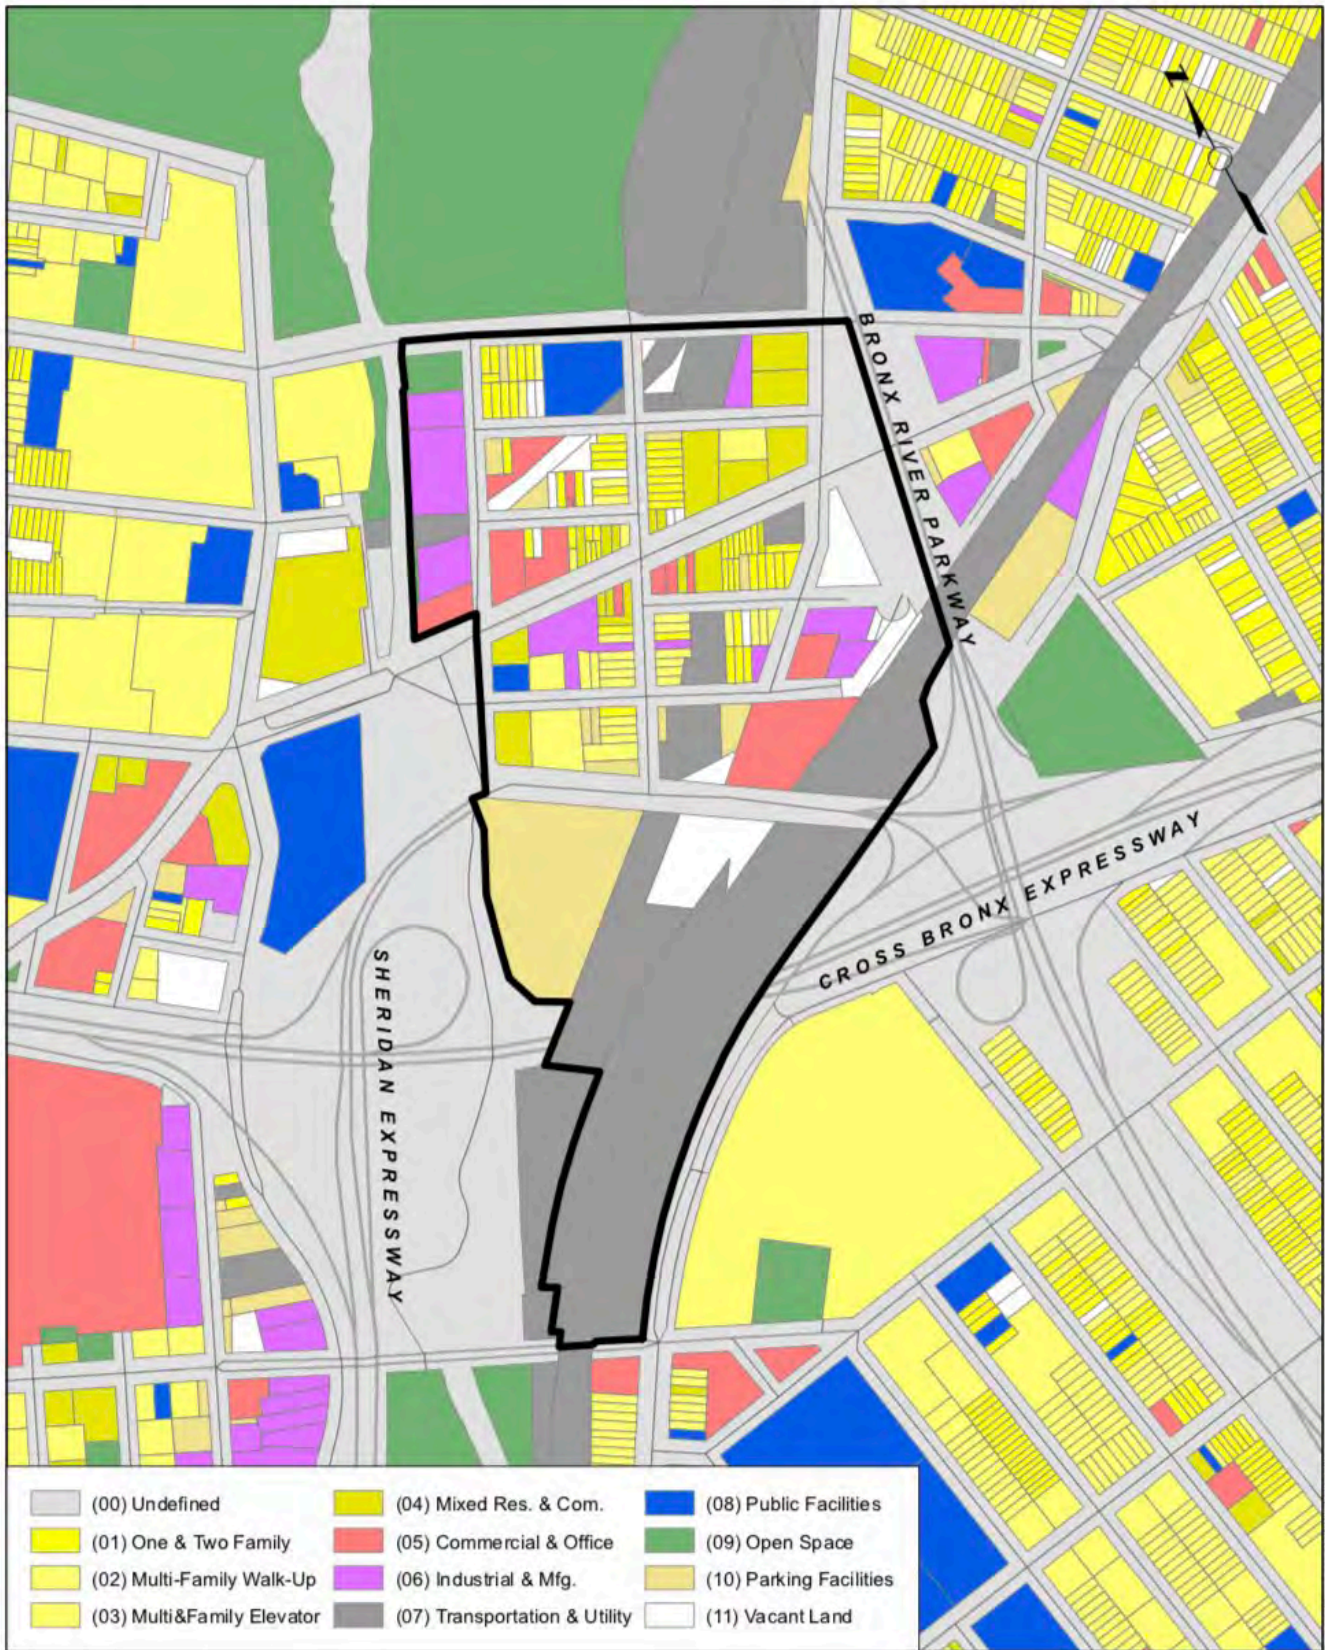 N
BRONX RIVER PARKWAY
CROSS BRONX EXPRESSWAY
SHERIDAN EXPRESSWAY
(00) Undefined
(01) One & Two Family
(02) Multi-Family Walk-Up
(03) Multi&Family Elevator
(04) Mixed Res. & Com.
(05) Commercial & Office
(06) Industrial & Mfg.
(07) Transportation & Utility
(08) Public Facilities
(09) Open Space
(10) Parking Facilities
(11) Vacant Land